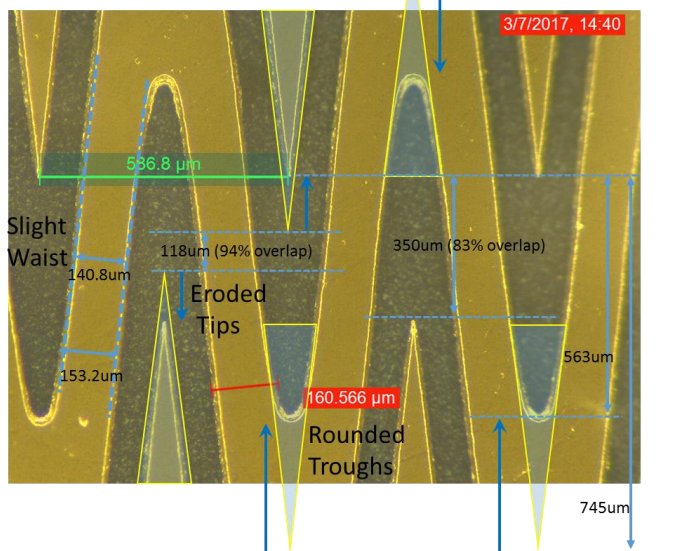 3/7/2017, 14:40
536.8 µm
Slight
Waist
118um (94% overlap)
350um (83% overlap)
140.8um
Eroded
Tips
563um
153.2um
160.566 µm
Rounded
Troughs
745um